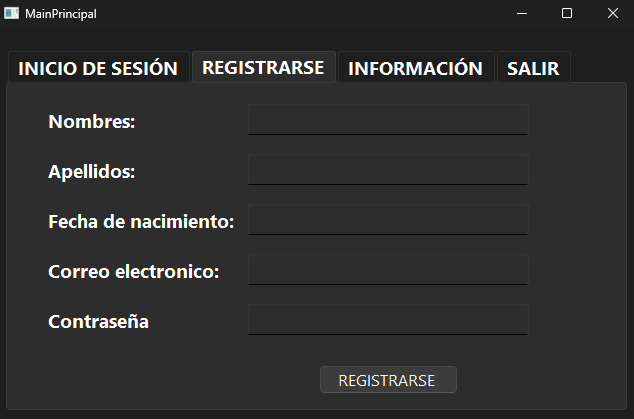 MainPrincipal
INICIO DE SESIÓN REGISTRARSE INFORMACIÓN SALIR
Nombres:
Apellidos:
Fecha de nacimiento:
Correo electronico:
Contraseña
REGISTRARSE